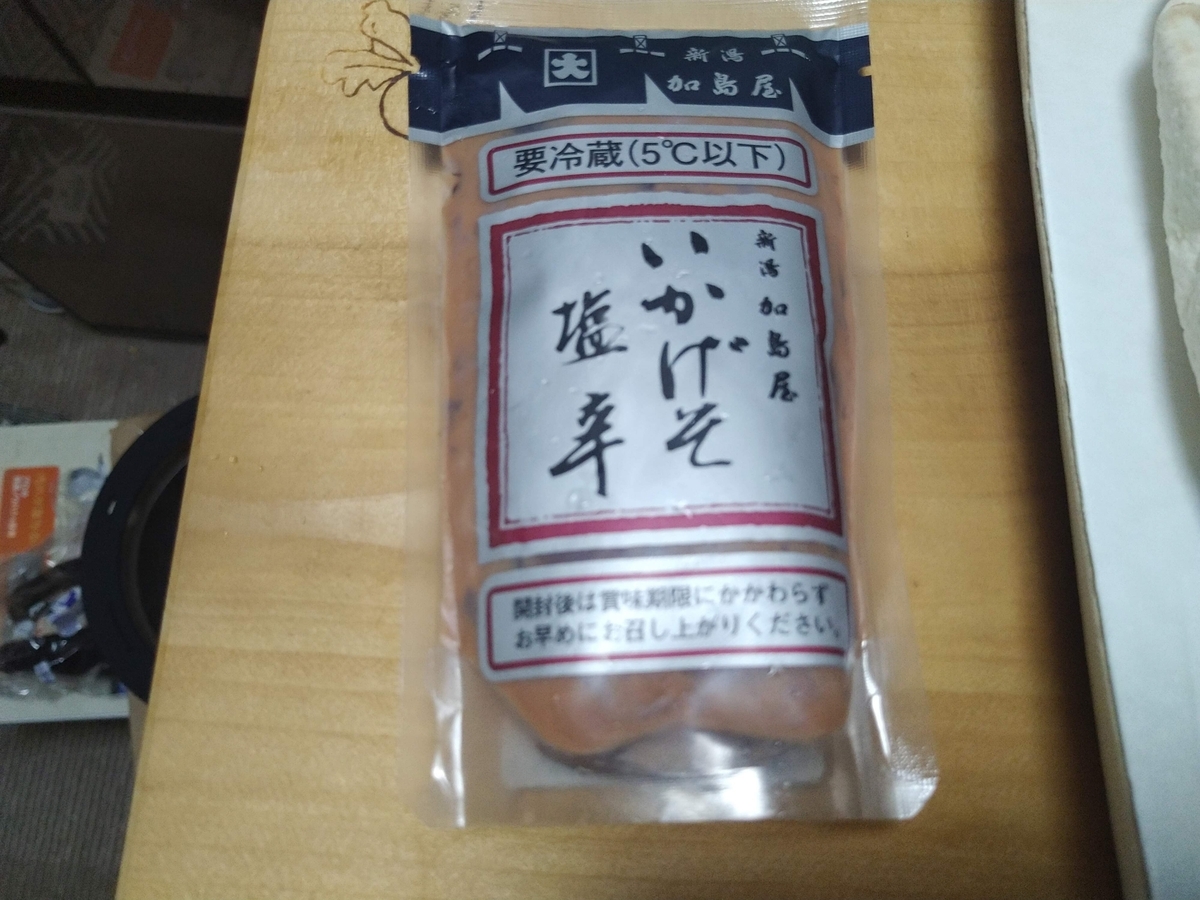 大
新潟
加島屋
要冷蔵(5℃以下)
新潟 加島屋
いかげそ
塩辛
開封後は賞味期限にかかわらず
お早めにお召し上がりください。